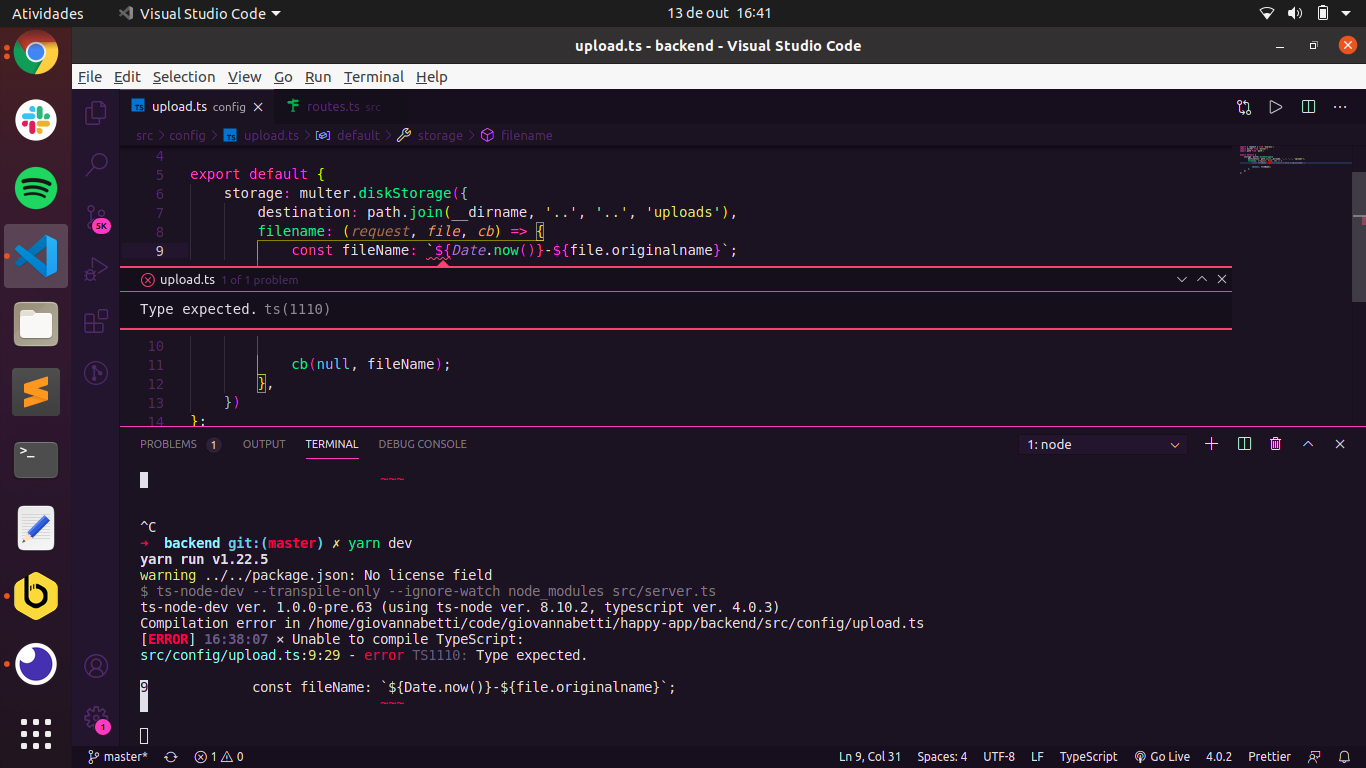 Atividades
Visual Studio Code
13 de out 16:41
upload.ts - backend - Visual Studio Code
File Edit Selection View Go Run Terminal Help
TS upload.ts config
routes.ts src
src > config > TS upload.ts > default > storage > filename
4
5 export default {
6 storage: multer.diskStorage({
7 destination: path.join(__dirname, '..', '..', 'uploads'),
8 filename: (request, file, cb) => {
9 const fileName: `${Date.now()}-${file.originalname}`;
upload.ts 1 of 1 problem
Type expected. ts(1110)
10
11 cb(null, fileName);
12 },
13 })
14 };
5K
1
PROBLEMS 1 OUTPUT TERMINAL DEBUG CONSOLE
1: node
~~~
^C
→ backend git:(master) ✗ yarn dev
yarn run v1.22.5
warning ../../package.json: No license field
$ ts-node-dev --transpile-only --ignore-watch node_modules src/server.ts
ts-node-dev ver. 1.0.0-pre.63 (using ts-node ver. 8.10.2, typescript ver. 4.0.3)
Compilation error in /home/giovannabetti/code/giovannabetti/happy-app/backend/src/config/upload.ts
[ERROR] 16:38:07 × Unable to compile TypeScript:
src/config/upload.ts:9:29 - error TS1110: Type expected.
9 const fileName: `${Date.now()}-${file.originalname}`;
~~~
master* 1 0
Ln 9, Col 31 Spaces: 4 UTF-8 LF TypeScript Go Live 4.0.2 Prettier